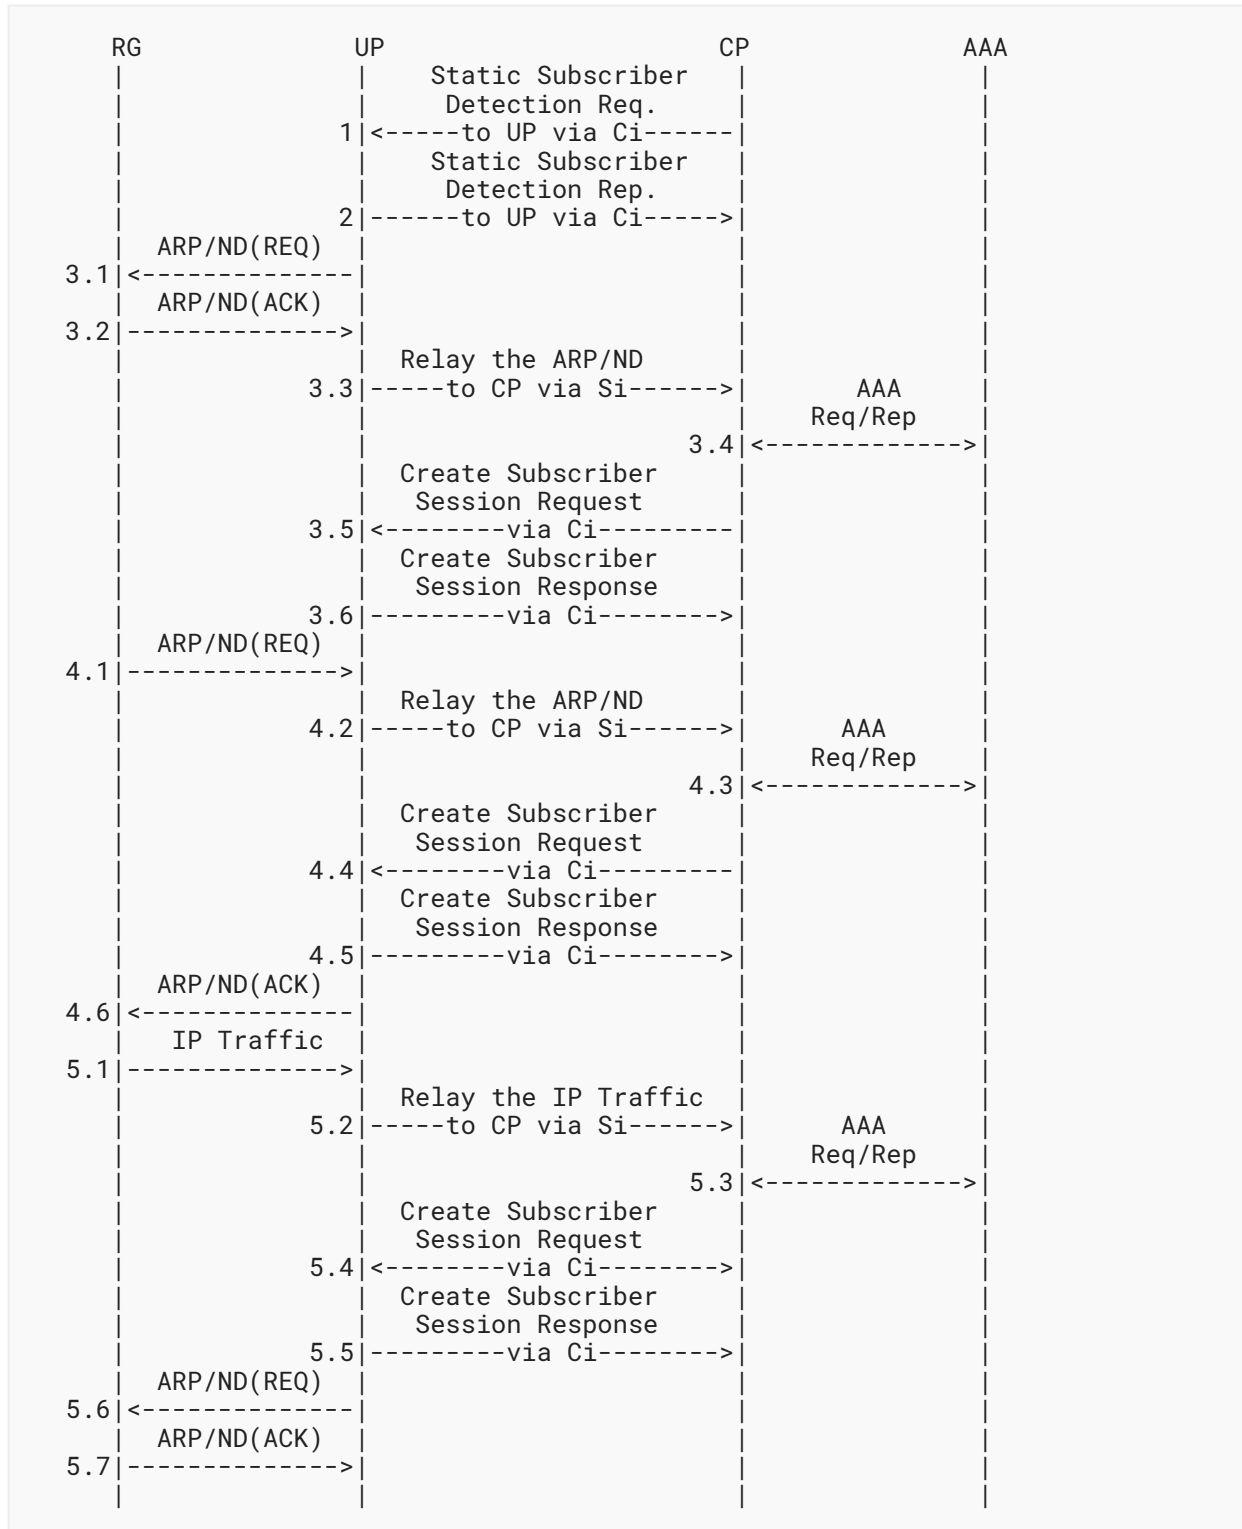 RG UP CP AAA
| | Static Subscriber | |
| | Detection Req. | |
| 1|<-----to UP via Ci------| |
| | Static Subscriber | |
| | Detection Rep. | |
| 2|------to UP via Ci----->| |
| ARP/ND(REQ) | | |
3.1|<--------------| | |
| ARP/ND(ACK) | | |
3.2|-------------->| | |
| | Relay the ARP/ND | |
| 3.3|-----to CP via Si------>| AAA |
| | | Req/Rep |
| | 3.4|<------------->|
| | Create Subscriber | |
| | Session Request | |
| 3.5|<--------via Ci---------| |
| | Create Subscriber | |
| | Session Response | |
| 3.6|---------via Ci-------->| |
| ARP/ND(REQ) | | |
4.1|-------------->| | |
| | Relay the ARP/ND | |
| 4.2|-----to CP via Si------>| AAA |
| | | Req/Rep |
| | 4.3|<------------->|
| | Create Subscriber | |
| | Session Request | |
| 4.4|<--------via Ci---------| |
| | Create Subscriber | |
| | Session Response | |
| 4.5|---------via Ci-------->| |
| ARP/ND(ACK) | | |
4.6|<--------------| | |
| IP Traffic | | |
5.1|-------------->| | |
| | Relay the IP Traffic | |
| 5.2|-----to CP via Si------>| AAA |
| | | Req/Rep |
| | 5.3|<------------->|
| | Create Subscriber | |
| | Session Request | |
| 5.4|<--------via Ci-------->| |
| | Create Subscriber | |
| | Session Response | |
| 5.5|---------via Ci-------->| |
| ARP/ND(REQ) | | |
5.6|<--------------| | |
| ARP/ND(ACK) | | |
5.7|-------------->| | |
| | | |